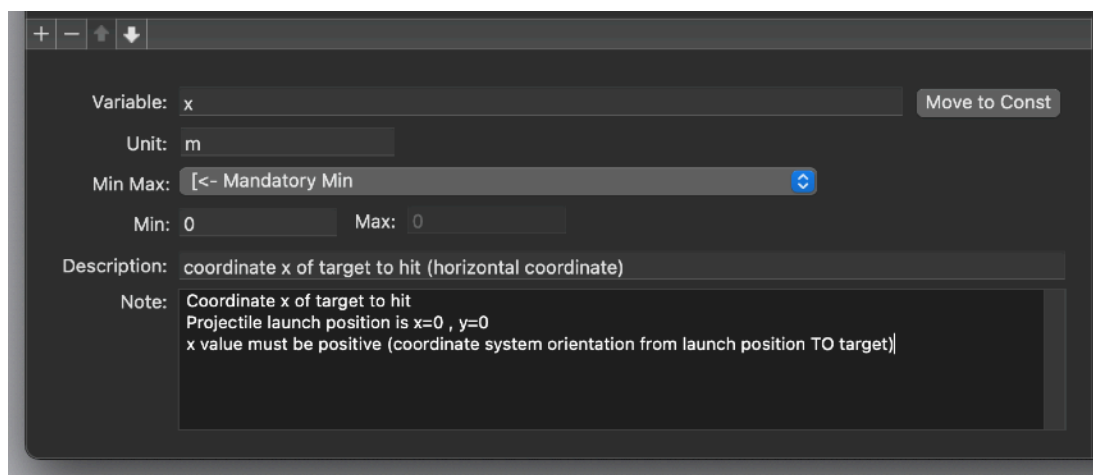 Variable: x Move to Const
Unit: m
Min Max: [<- Mandatory Min
Min: 0 Max: 0
Description: coordinate x of target to hit (horizontal coordinate)
Note: Coordinate x of target to hit
Projectile launch position is x=0 , y=0
x value must be positive (coordinate system orientation from launch position TO target)